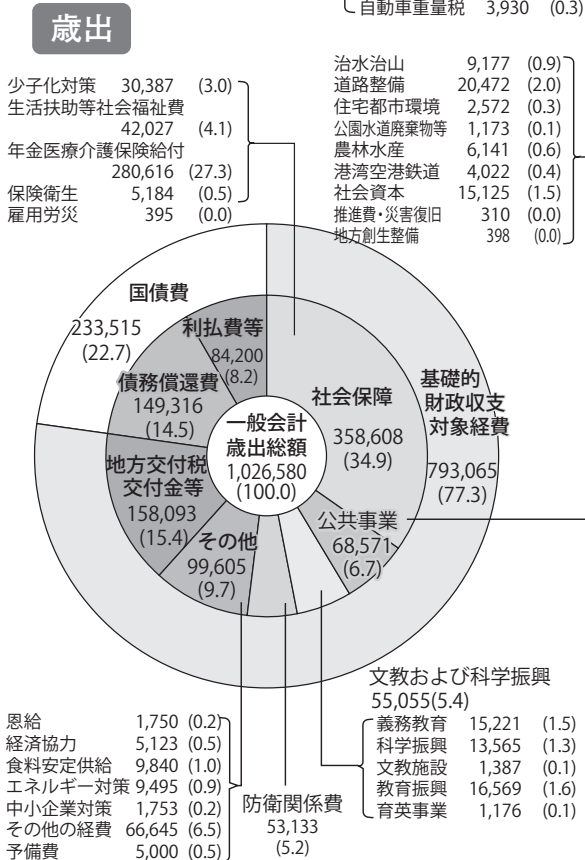 自動車重量税 3,930 (0.3)
歳出
少子化対策 30,387 (3.0)
生活扶助等社会福祉費
42,027 (4.1)
年金医療介護保険給付
280,616 (27.3)
保険衛生 5,184 (0.5)
雇用労災 395 (0.0)
治水治山 9,177 (0.9)
道路整備 20,472 (2.0)
住宅都市環境 2,572 (0.3)
公園水道廃棄物等 1,173 (0.1)
農林水産 6,141 (0.6)
港湾空港鉄道 4,022 (0.4)
社会資本 15,125 (1.5)
推進費・災害復旧 310 (0.0)
地方創生整備 398 (0.0)
国債費
233,515
(22.7)
利払費等
84,200
(8.2)
債務償還費
149,316
(14.5)
地方交付税
交付金等
158,093
(15.4)
その他
99,605
(9.7)
一般会計
歳出総額
1,026,580
(100.0)
社会保障
358,608
(34.9)
公共事業
68,571
(6.7)
基礎的
財政収支
対象経費
793,065
(77.3)
文教および科学振興
55,055(5.4)
義務教育 15,221 (1.5)
科学振興 13,565 (1.3)
文教施設 1,387 (0.1)
教育振興 16,569 (1.6)
育英事業 1,176 (0.1)
防衛関係費
53,133
(5.2)
恩給 1,750 (0.2)
経済協力 5,123 (0.5)
食料安定供給 9,840 (1.0)
エネルギー対策 9,495 (0.9)
中小企業対策 1,753 (0.2)
その他の経費 66,645 (6.5)
予備費 5,000 (0.5)